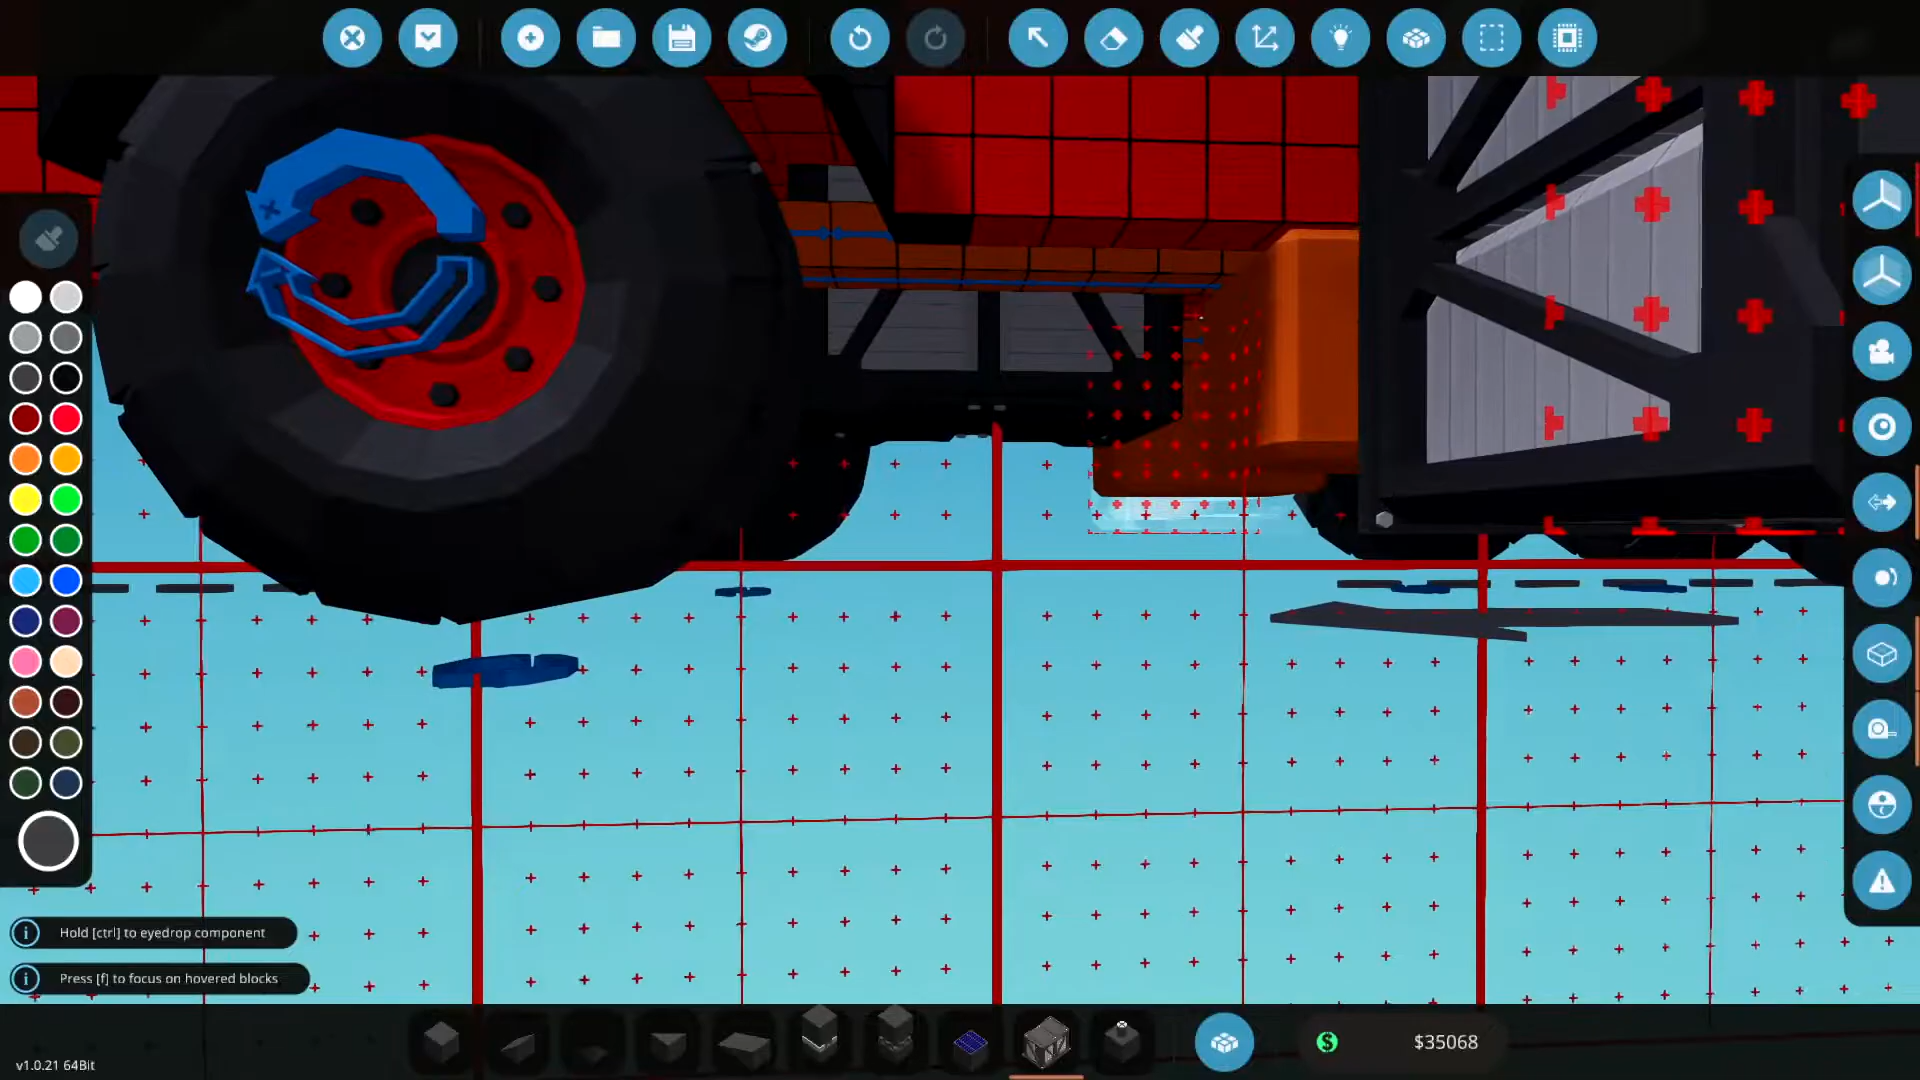 Hold [ctrl] to eyedrop component
Press [f] to focus on hovered blocks
$35068
v1.0.21 64Bit